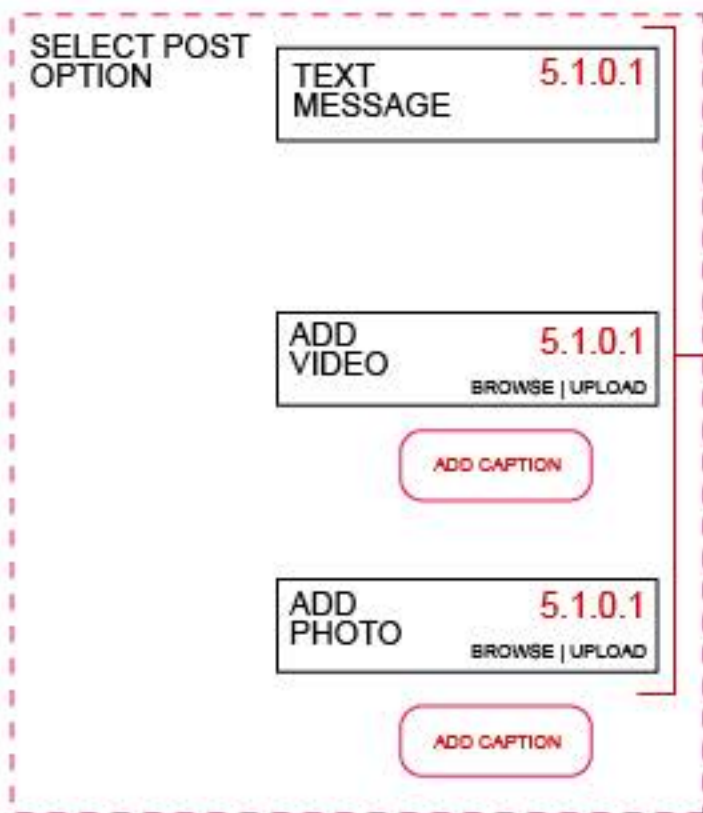 SELECT POST
OPTION
TEXT
MESSAGE
5.1.0.1
ADD
VIDEO
5.1.0.1
BROWSE | UPLOAD
ADD CAPTION
ADD
PHOTO
5.1.0.1
BROWSE | UPLOAD
ADD CAPTION